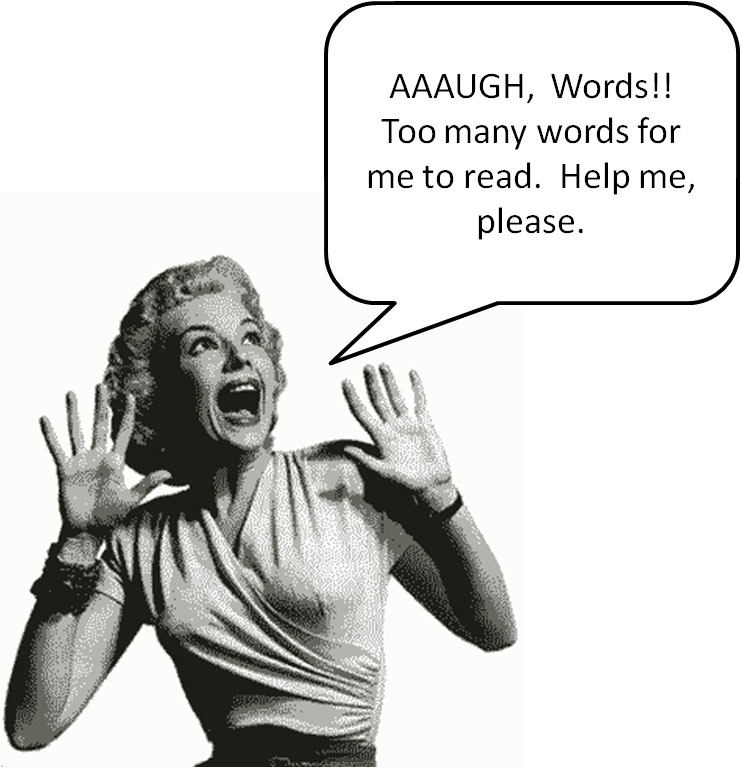 AAAUGH,  Words!!
Too many words for
me to read.  Help me,
please.